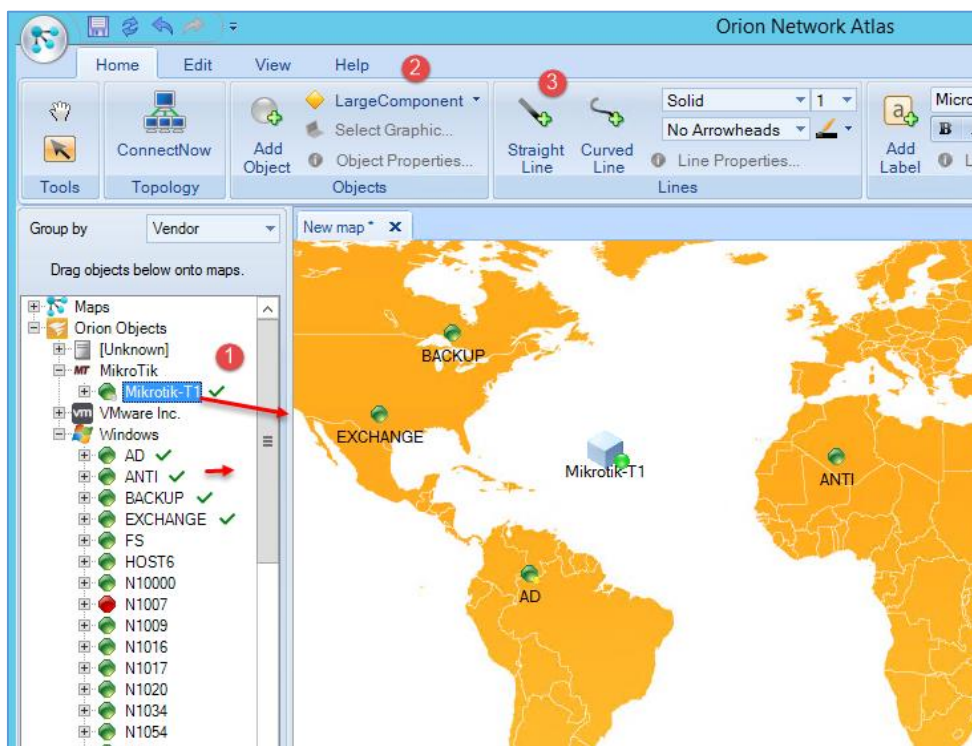 Orion Network Atlas
Home Edit View Help 2
LargeComponent
Select Graphic...
Object Properties...
ConnectNow
Add Object
3
Straight Line
Curved Line
Solid 1
No Arrowheads
Line Properties...
a
Add Label
Micro
B
Tools Topology Objects Lines
Group by Vendor
Drag objects below onto maps.
New map *
Maps
Orion Objects
[Unknown]
1
MT MikroTik
Mikrotik-T1
vm VMware Inc.
Windows
AD
ANTI
BACKUP
EXCHANGE
FS
HOST6
N10000
N1007
N1009
N1016
N1017
N1020
N1034
N1054
BACKUP
EXCHANGE
Mikrotik-T1
ANTI
AD